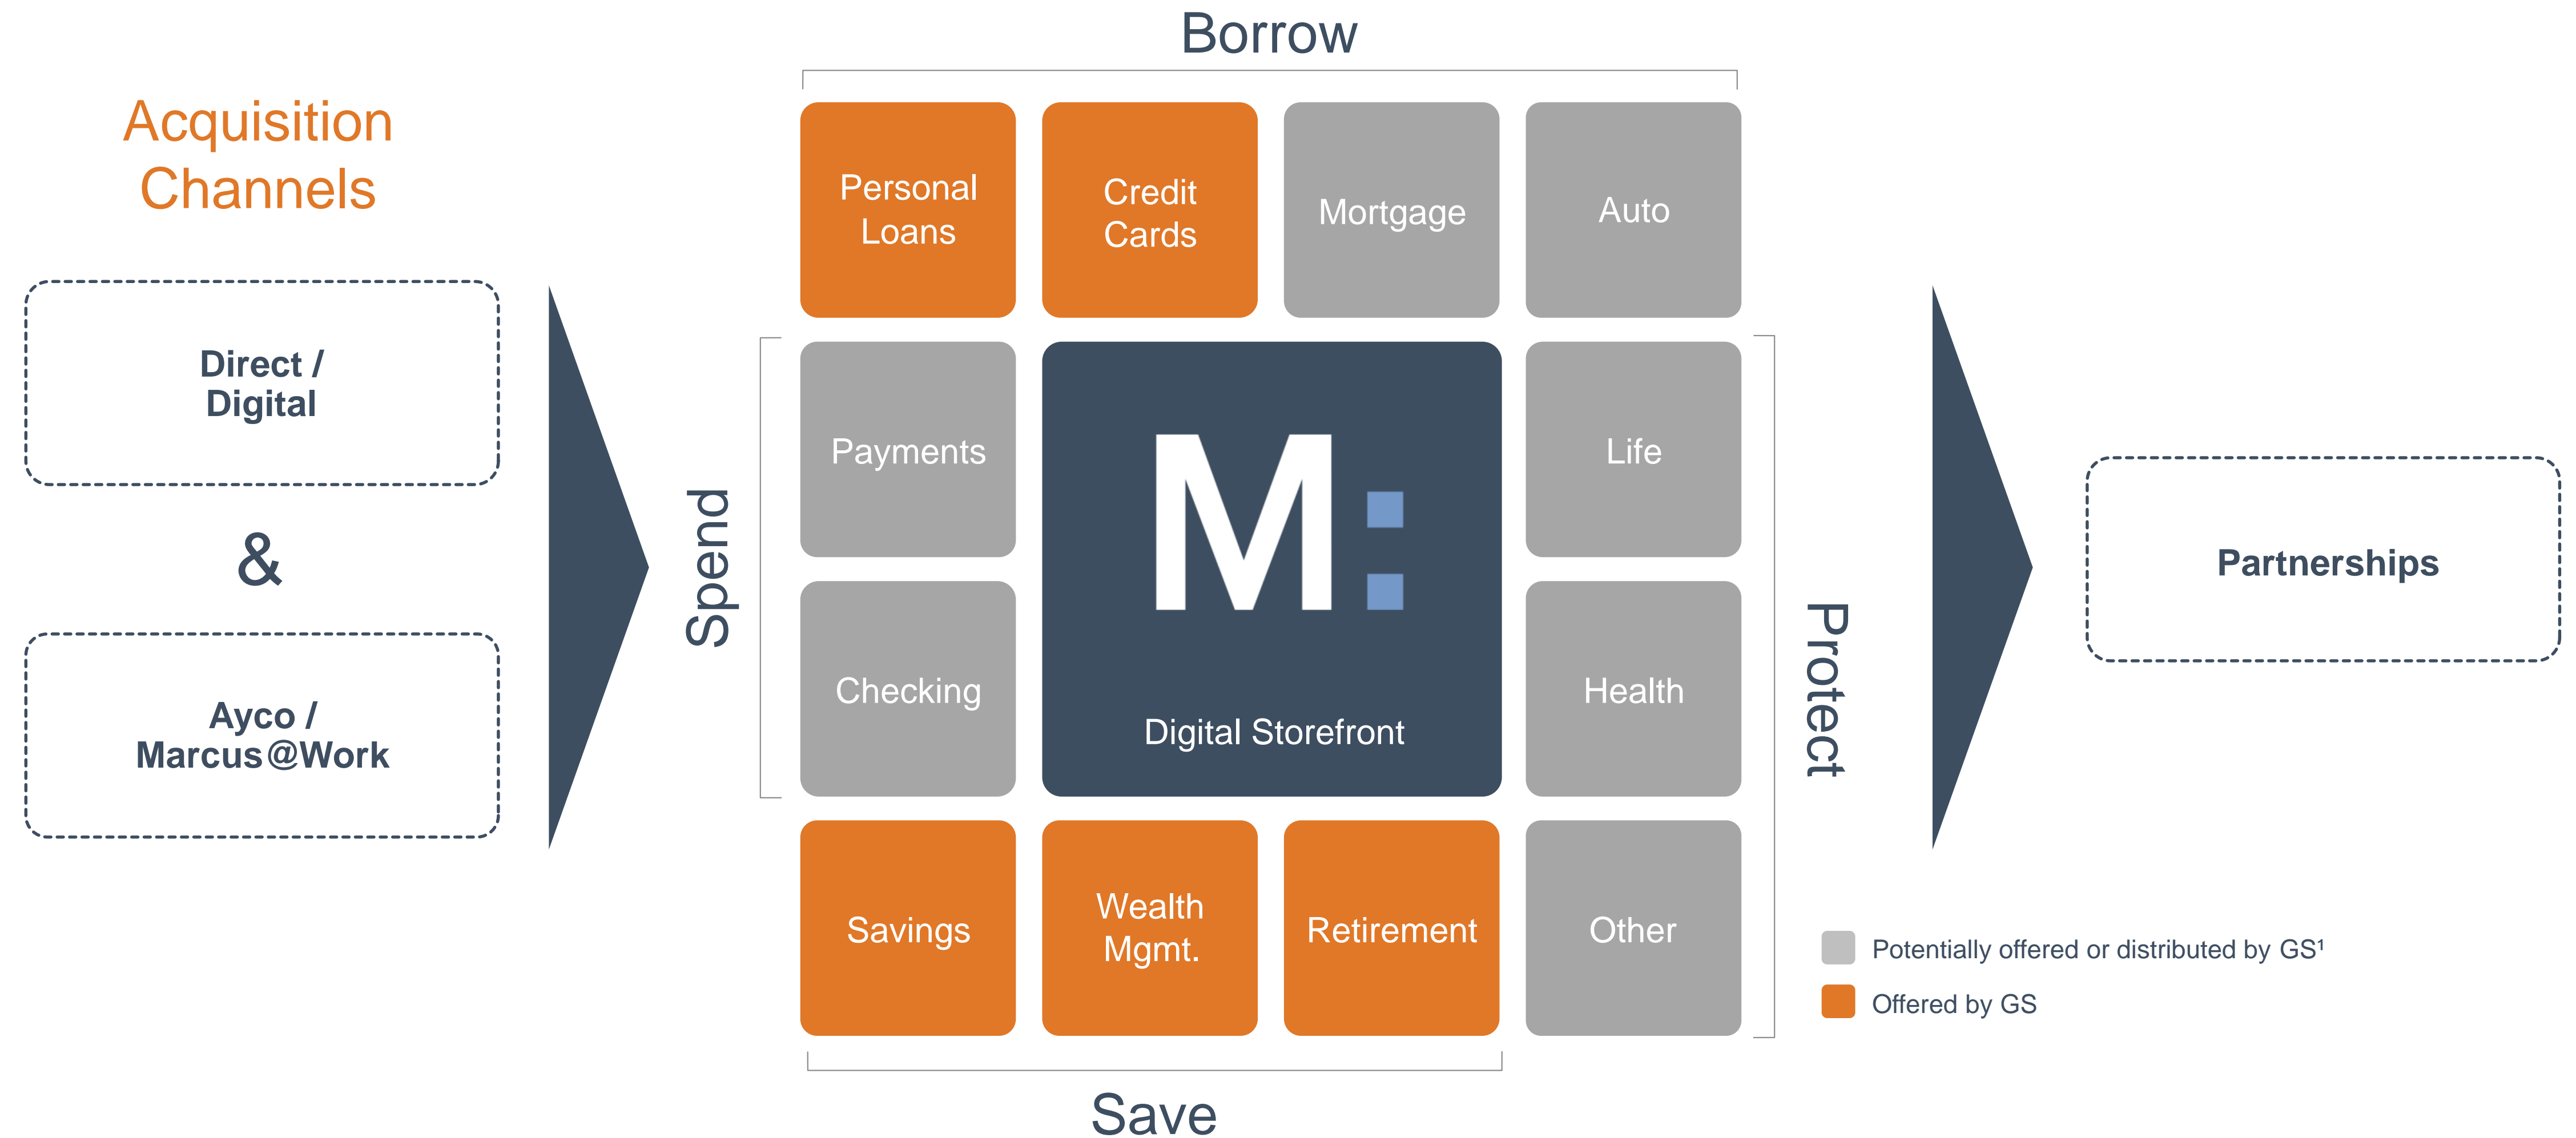 Borrow
Acquisition
Channels
Direct /
Digital
&
Ayco /
Marcus@Work
Spend
Personal
Loans
Credit
Cards
Mortgage
Auto
Payments
M:
Digital Storefront
Life
Checking
Health
Savings
Wealth
Mgmt.
Retirement
Other
Save
Protect
Partnerships
Potentially offered or distributed by GS¹
Offered by GS